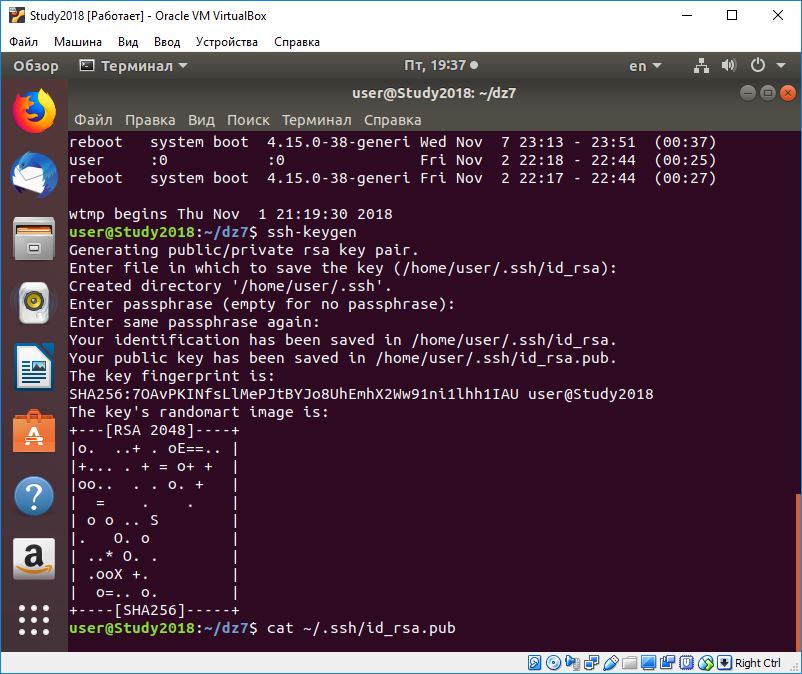 Study2018 [Работает] - Oracle VM VirtualBox
Файл Машина Вид Ввод Устройства Справка
Обзор Терминал Пт, 19:37 en
user@Study2018: ~/dz7
Файл Правка Вид Поиск Терминал Справка
reboot   system boot  4.15.0-38-generi Wed Nov  7 23:13 - 23:51  (00:37)
user     :0           :0               Fri Nov  2 22:18 - 22:44  (00:25)
reboot   system boot  4.15.0-38-generi Fri Nov  2 22:17 - 22:44  (00:27)
wtmp begins Thu Nov  1 21:19:30 2018
user@Study2018:~/dz7$ ssh-keygen
Generating public/private rsa key pair.
Enter file in which to save the key (/home/user/.ssh/id_rsa):
Created directory '/home/user/.ssh'.
Enter passphrase (empty for no passphrase):
Enter same passphrase again:
Your identification has been saved in /home/user/.ssh/id_rsa.
Your public key has been saved in /home/user/.ssh/id_rsa.pub.
The key fingerprint is:
SHA256:7OAvPKINfsLlMePJtBYJo8UhEmhX2Ww91ni1lhh1IAU user@Study2018
The key's randomart image is:
+---[RSA 2048]----+
|o.  ..+ . oE==.. |
|+... . + = o+ +  |
|oo..  . . o. +   |
|  =    .    .    |
| o o .. S        |
|.   O. o         |
| ..* O. .        |
| .ooX +.         |
|  o=.. o.        |
+----[SHA256]-----+
user@Study2018:~/dz7$ cat ~/.ssh/id_rsa.pub
Right Ctrl